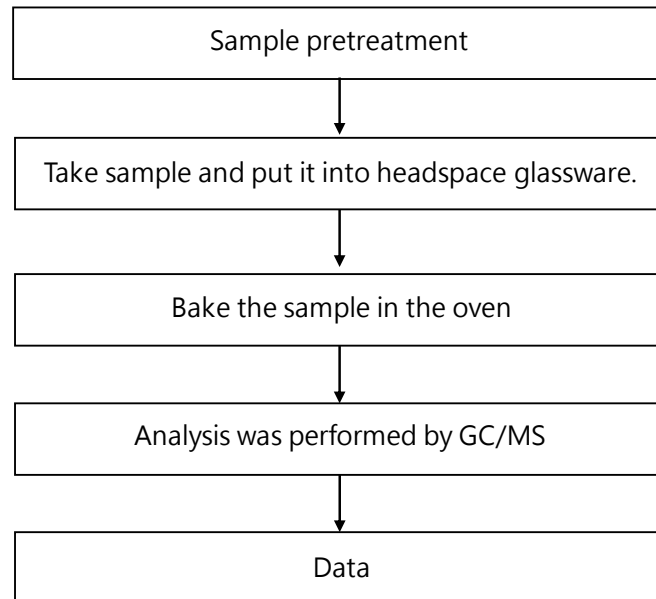 Sample pretreatment
Take sample and put it into headspace glassware.
Bake the sample in the oven
Analysis was performed by GC/MS
Data